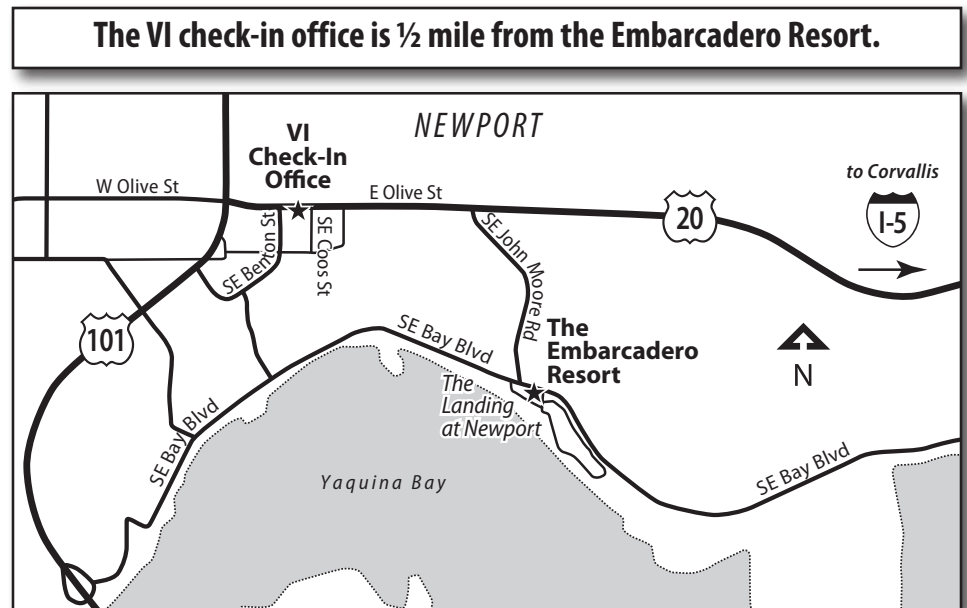 The VI check-in office is ½ mile from the Embarcadero Resort.
NEWPORT
VI
Check-In
Office
W Olive St
E Olive St
to Corvallis
I-5
20
SE Benton St
SE Coos St
SE John Moore Rd
101
SE Bay Blvd
The
Embarcadero
Resort
N
The
Landing
at Newport
SE Bay Blvd
Yaquina Bay
SE Bay Blvd